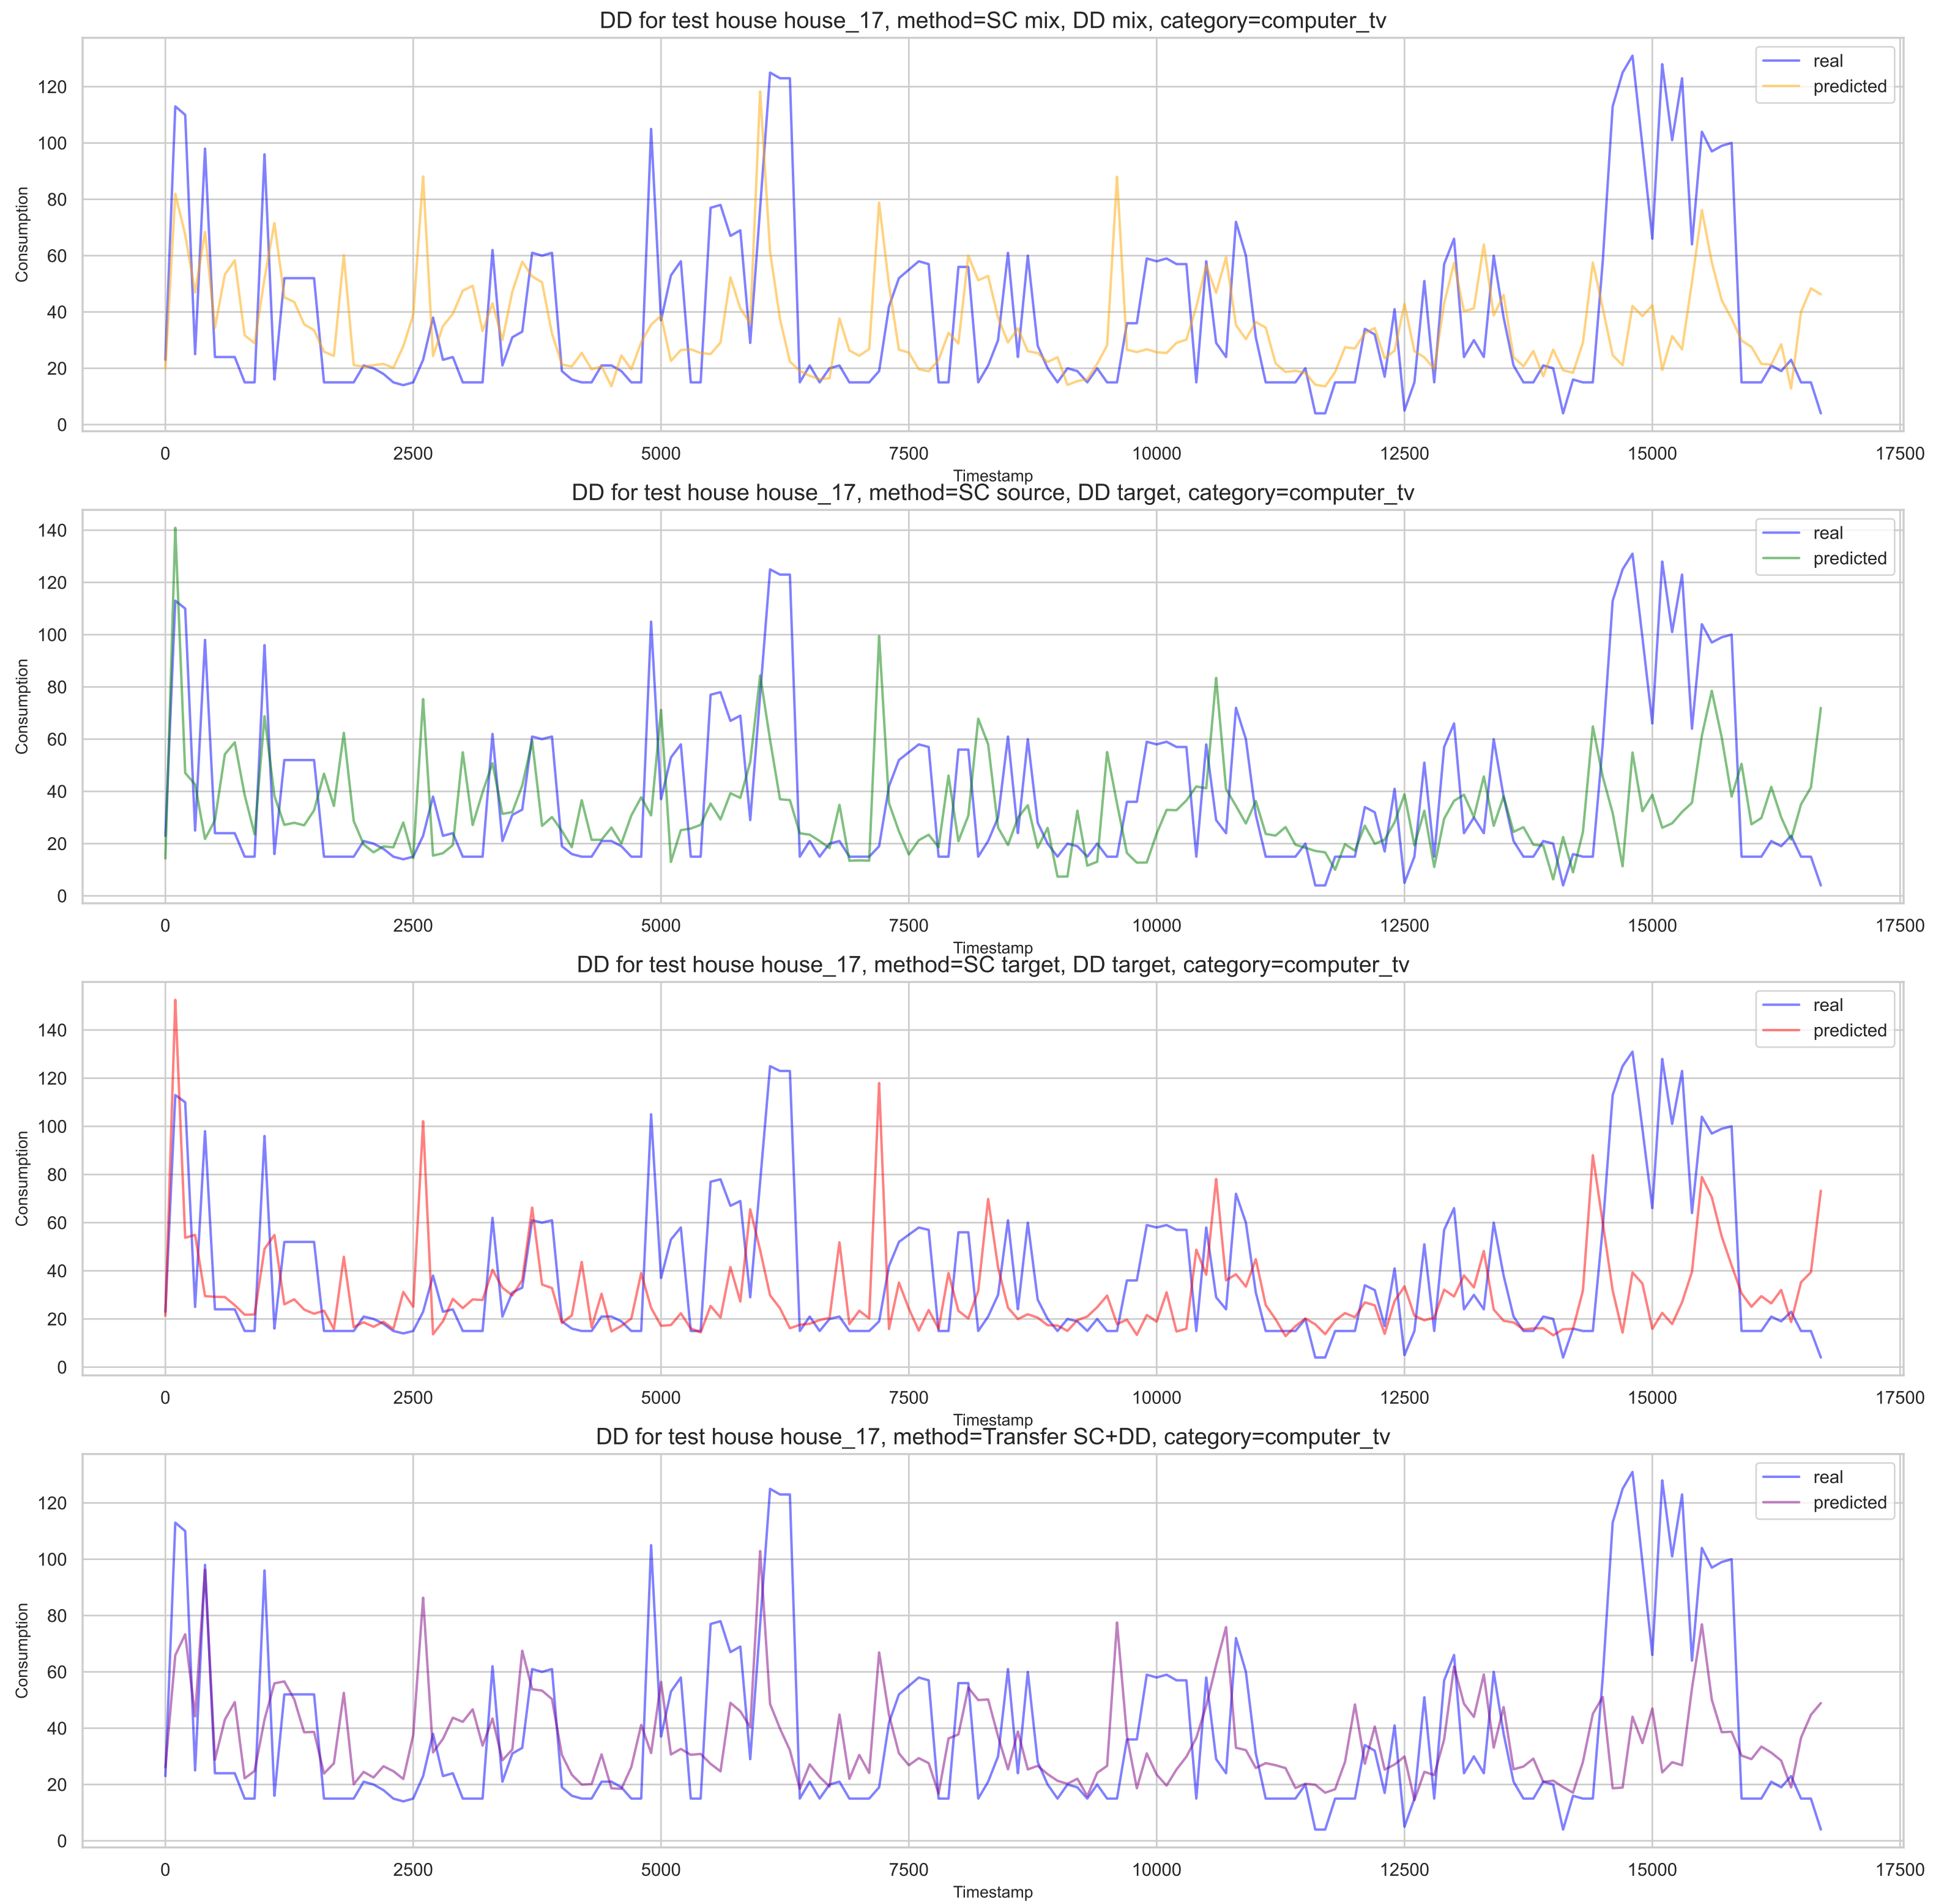 DD for test house house_17, method=SC mix, DD mix, category=computer_tv
real
predicted
Consumption
120
100
80
60
40
20
0
0 2500 5000 7500 10000 12500 15000 17500
Timestamp
DD for test house house_17, method=SC source, DD target, category=computer_tv
real
predicted
Consumption
140
120
100
80
60
40
20
0
0 2500 5000 7500 10000 12500 15000 17500
Timestamp
DD for test house house_17, method=SC target, DD target, category=computer_tv
real
predicted
Consumption
140
120
100
80
60
40
20
0
0 2500 5000 7500 10000 12500 15000 17500
Timestamp
DD for test house house_17, method=Transfer SC+DD, category=computer_tv
real
predicted
Consumption
120
100
80
60
40
20
0
0 2500 5000 7500 10000 12500 15000 17500
Timestamp